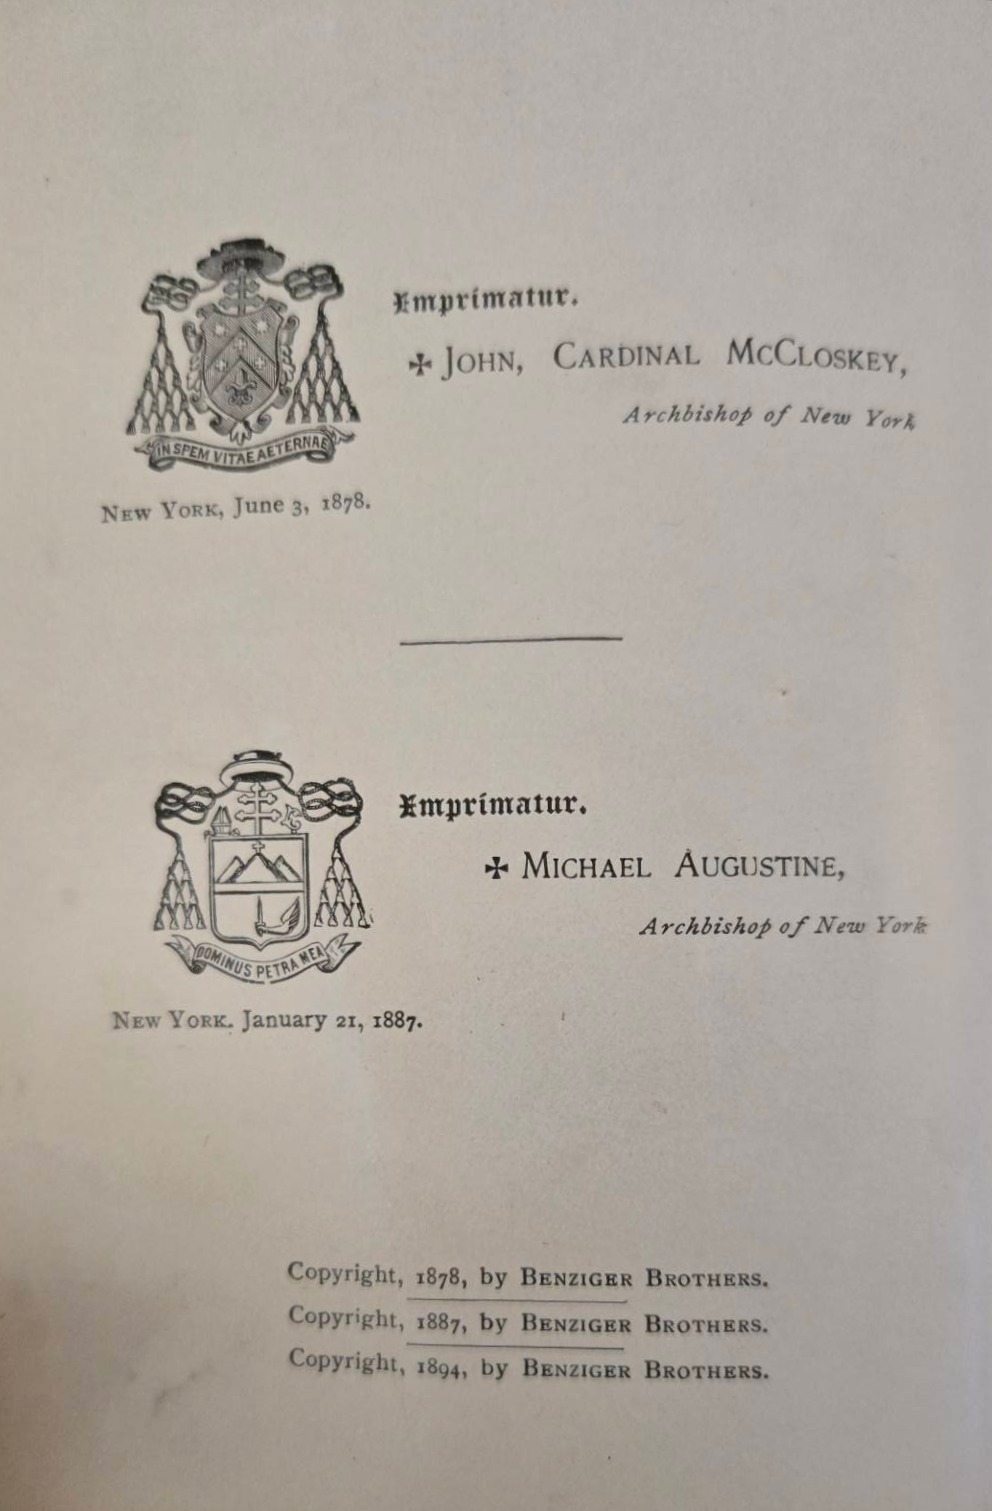 Imprimatur.
✠ JOHN, CARDINAL MCCLOSKEY,
Archbishop of New York
IN SPEM VITAE AETERNAE
NEW YORK, June 3, 1878.
Imprimatur.
✠ MICHAEL AUGUSTINE,
Archbishop of New York
DOMINUS PETRA MEA
NEW YORK. January 21, 1887.
Copyright, 1878, by BENZIGER BROTHERS.
Copyright, 1887, by BENZIGER BROTHERS.
Copyright, 1894, by BENZIGER BROTHERS.